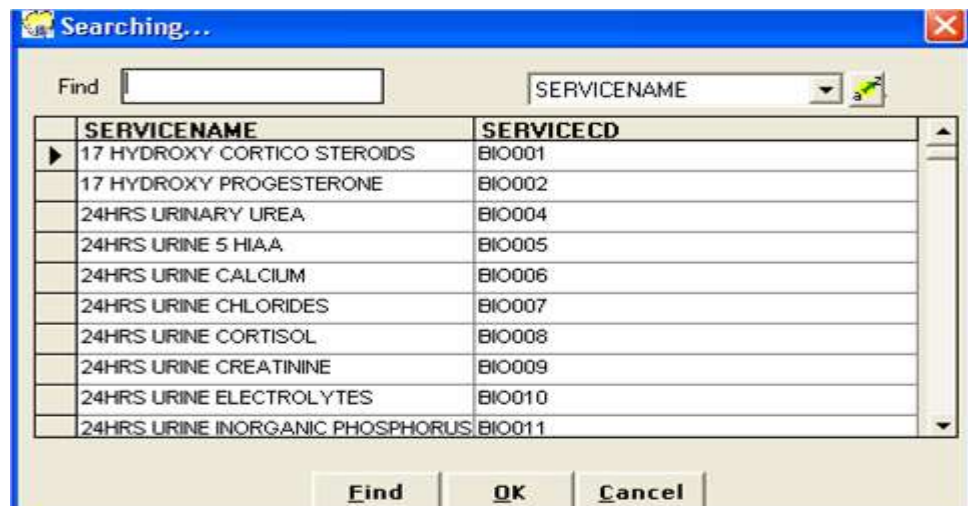 Searching...
Find SERVICENAME
SERVICENAME SERVICECD
17 HYDROXY CORTICO STEROIDS BIO001
17 HYDROXY PROGESTERONE BIO002
24HRS URINARY UREA BIO004
24HRS URINE 5 HIAA BIO005
24HRS URINE CALCIUM BIO006
24HRS URINE CHLORIDES BIO007
24HRS URINE CORTISOL BIO008
24HRS URINE CREATININE BIO009
24HRS URINE ELECTROLYTES BIO010
24HRS URINE INORGANIC PHOSPHORUS BIO011
Find OK Cancel